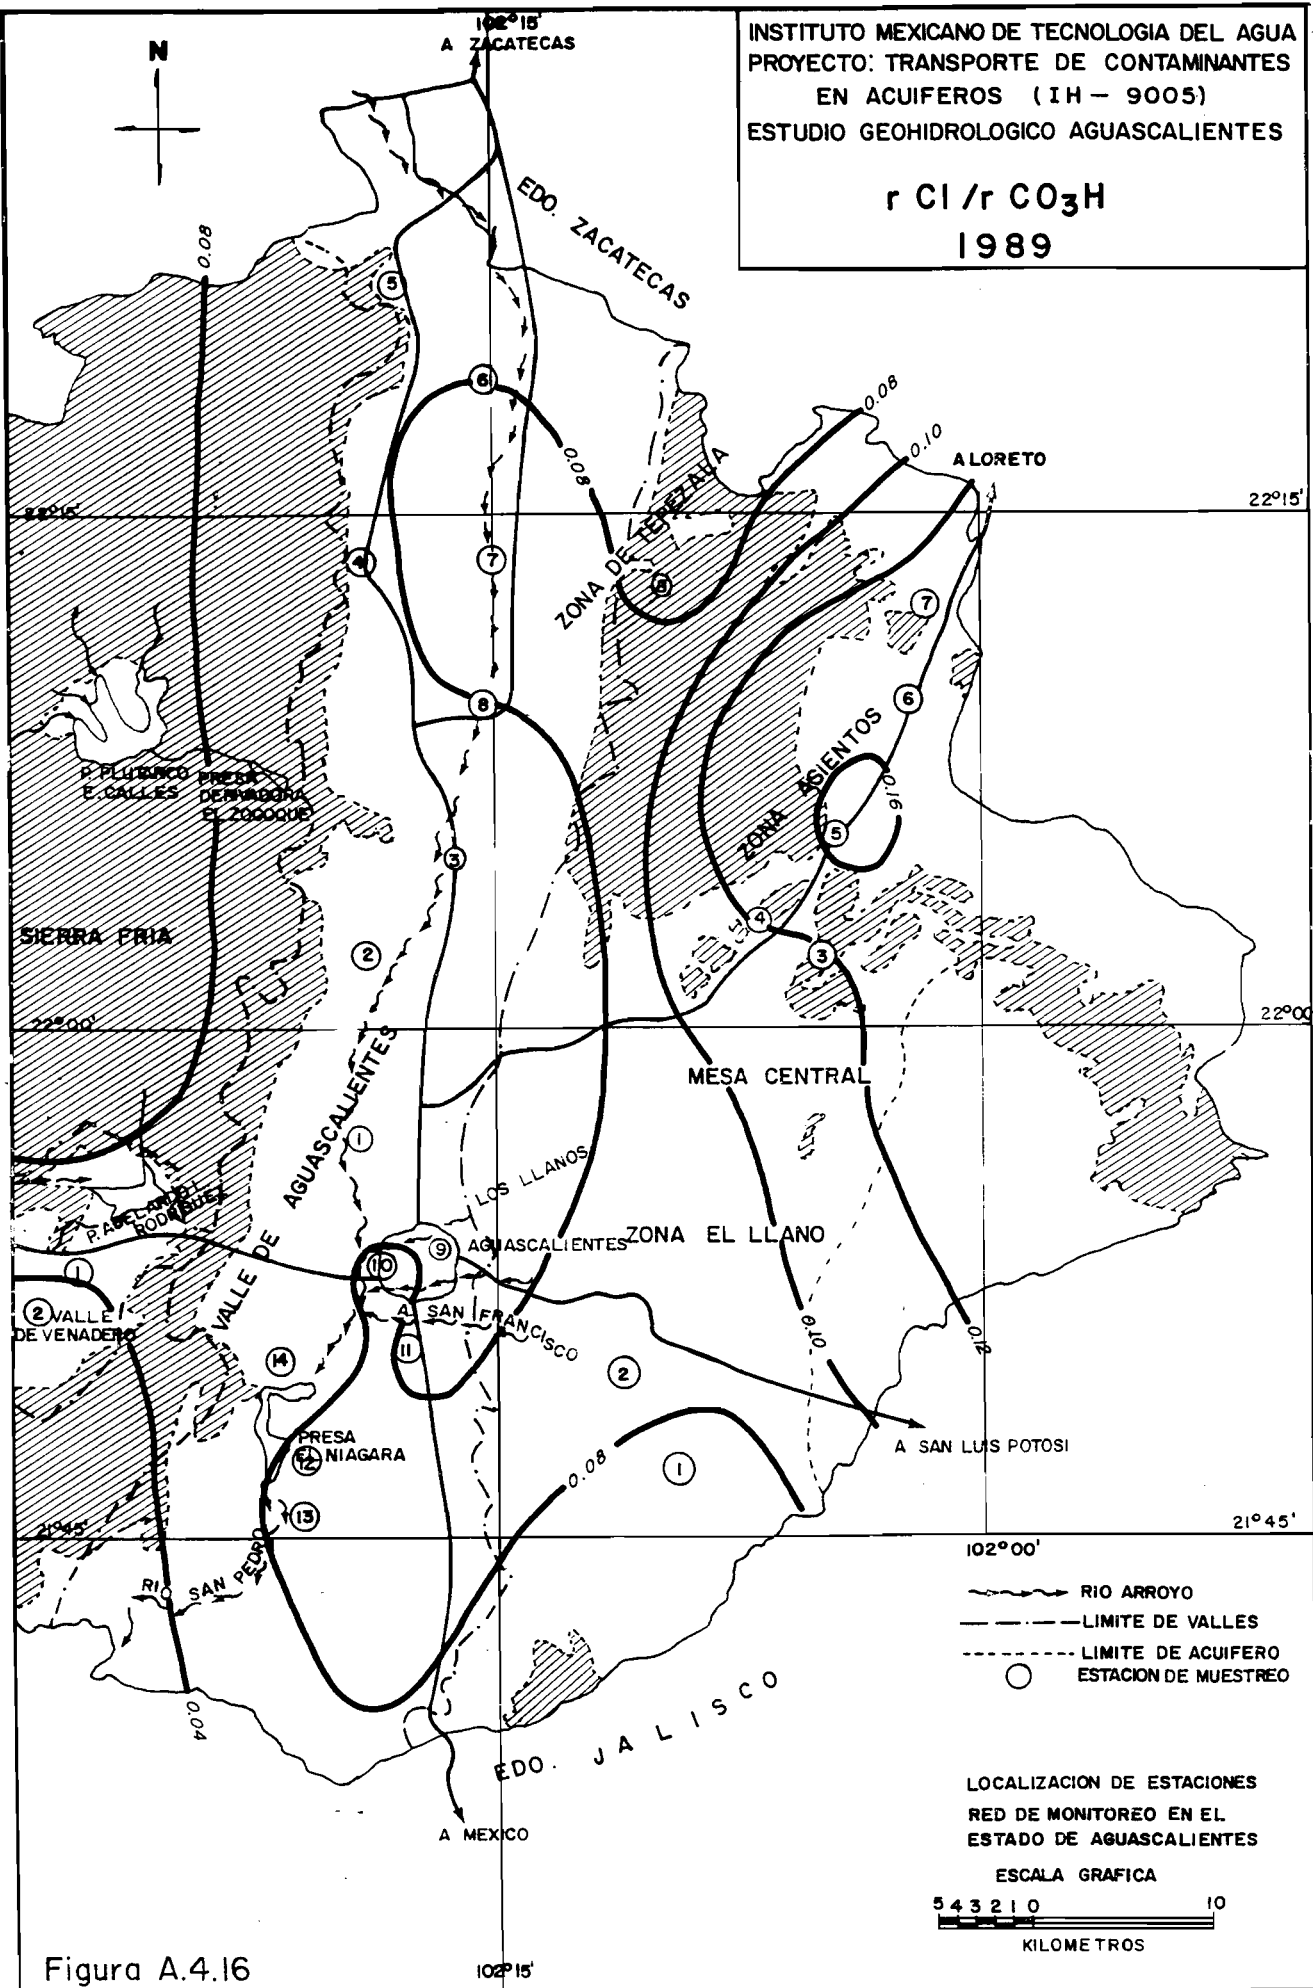 102°15'
A ZACATECAS
N
INSTITUTO MEXICANO DE TECNOLOGIA DEL AGUA
PROYECTO: TRANSPORTE DE CONTAMINANTES
EN ACUIFEROS (IH - 9005)
ESTUDIO GEOHIDROLOGICO AGUASCALIENTES
r Cl / r CO3H
1989
EDO. ZACATECAS
0.08
5
6
0.08
0.08
0.10
A LORETO
22°15'
22°15'
ZONA DE TEPEZALA
4
7
8
7
6
8
P. PLUTARCO
E. CALLES
PRESA
DERIVADORA
EL ZOCOQUE
ZONA ASIENTOS
0.16
5
3
4
3
SIERRA FRIA
2
22°00'
22°00'
MESA CENTRAL
1
VALLE DE AGUASCALIENTES
LOS LLANOS
P. ABELARDO L.
RODRIGUEZ
ZONA EL LLANO
9
AGUASCALIENTES
10
1
2
VALLE
DE VENADERO
A. SAN FRANCISCO
11
0.10
0.12
14
2
PRESA
EL NIAGARA
12
1
A SAN LUIS POTOSI
0.08
13
21°45'
21°45'
102°00'
RIO SAN PEDRO
RIO ARROYO
LIMITE DE VALLES
LIMITE DE ACUIFERO
ESTACION DE MUESTREO
0.04
EDO. JALISCO
A MEXICO
LOCALIZACION DE ESTACIONES
RED DE MONITOREO EN EL
ESTADO DE AGUASCALIENTES
ESCALA GRAFICA
5 4 3 2 1 0 10
KILOMETROS
Figura A.4.16
102°15'